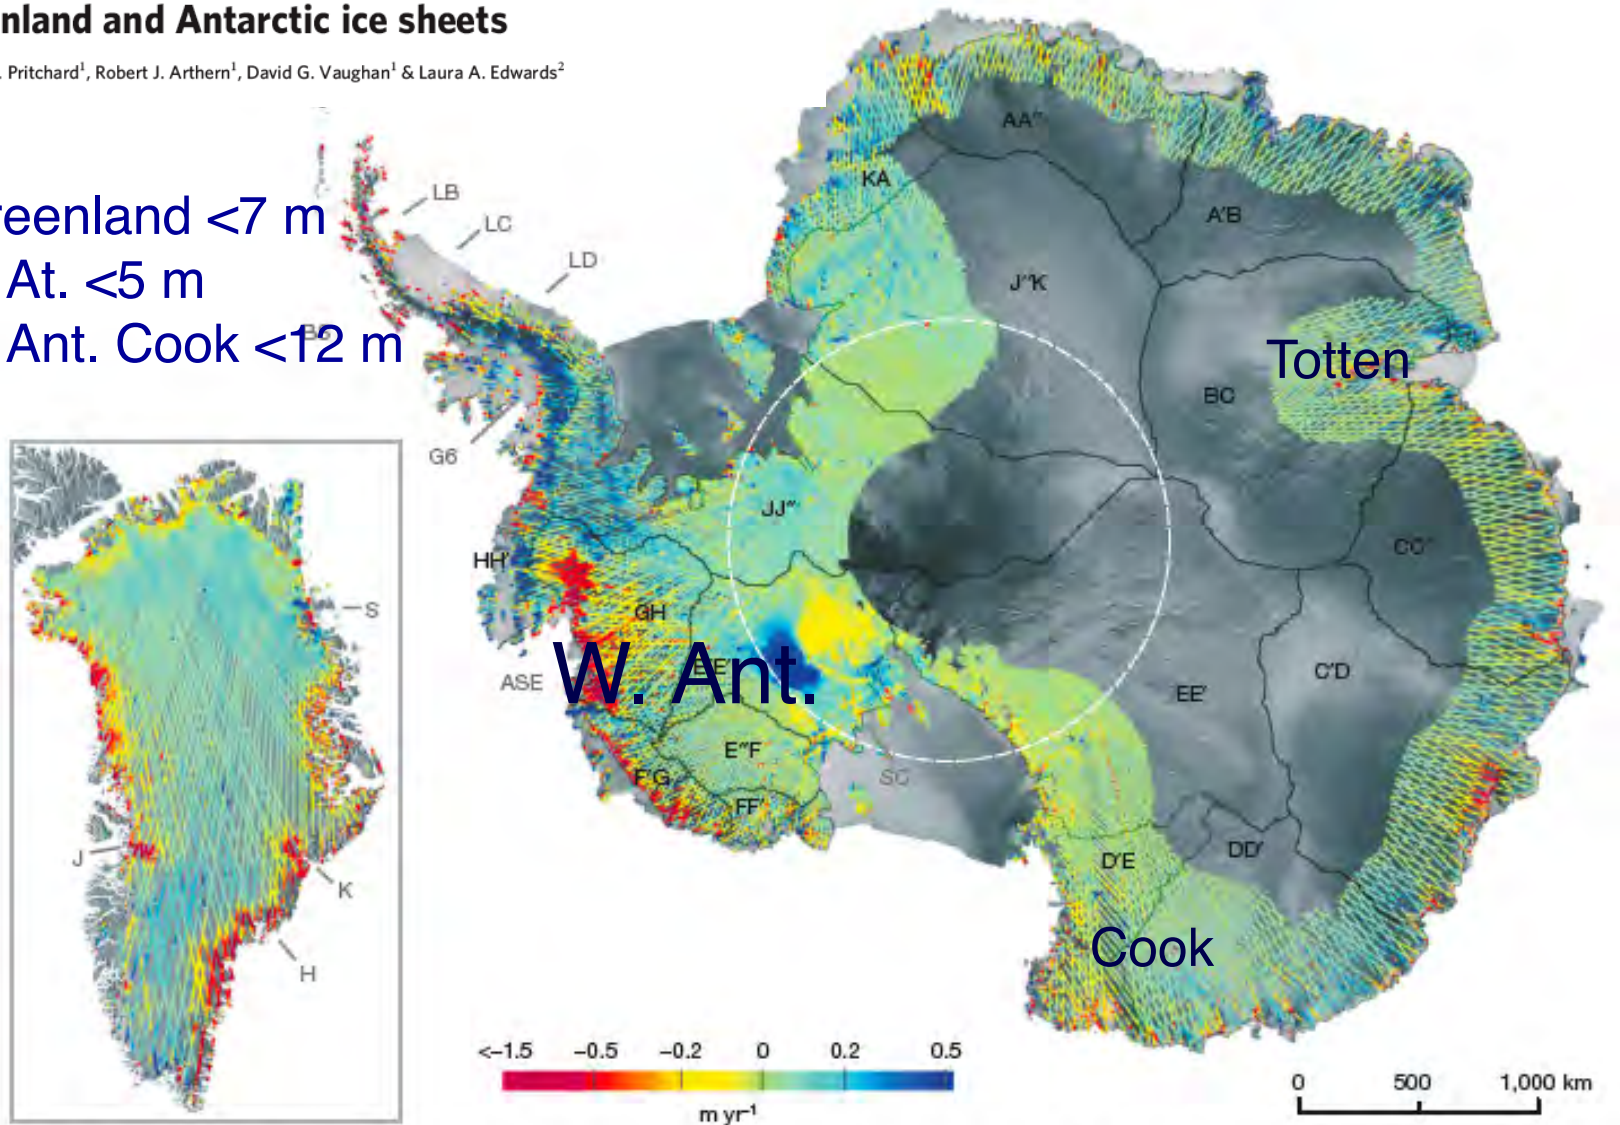 nland and Antarctic ice sheets
. Pritchard¹, Robert J. Arthern¹, David G. Vaughan¹ & Laura A. Edwards²
reenland <7 m
At. <5 m
Ant. Cook <12 m
LB
LC
LD
BS
G6
HH'
ASE
AA"
KA
A'B
J"K
Totten
BC
JJ"
CC'
GH
W. Ant.
E'E"
EE'
C'D
E"F
F'G
FF'
SC
D'E
DD'
Cook
S
J
K
H
<–1.5 –0.5 –0.2 0 0.2 0.5
m yr⁻¹
0 500 1,000 km